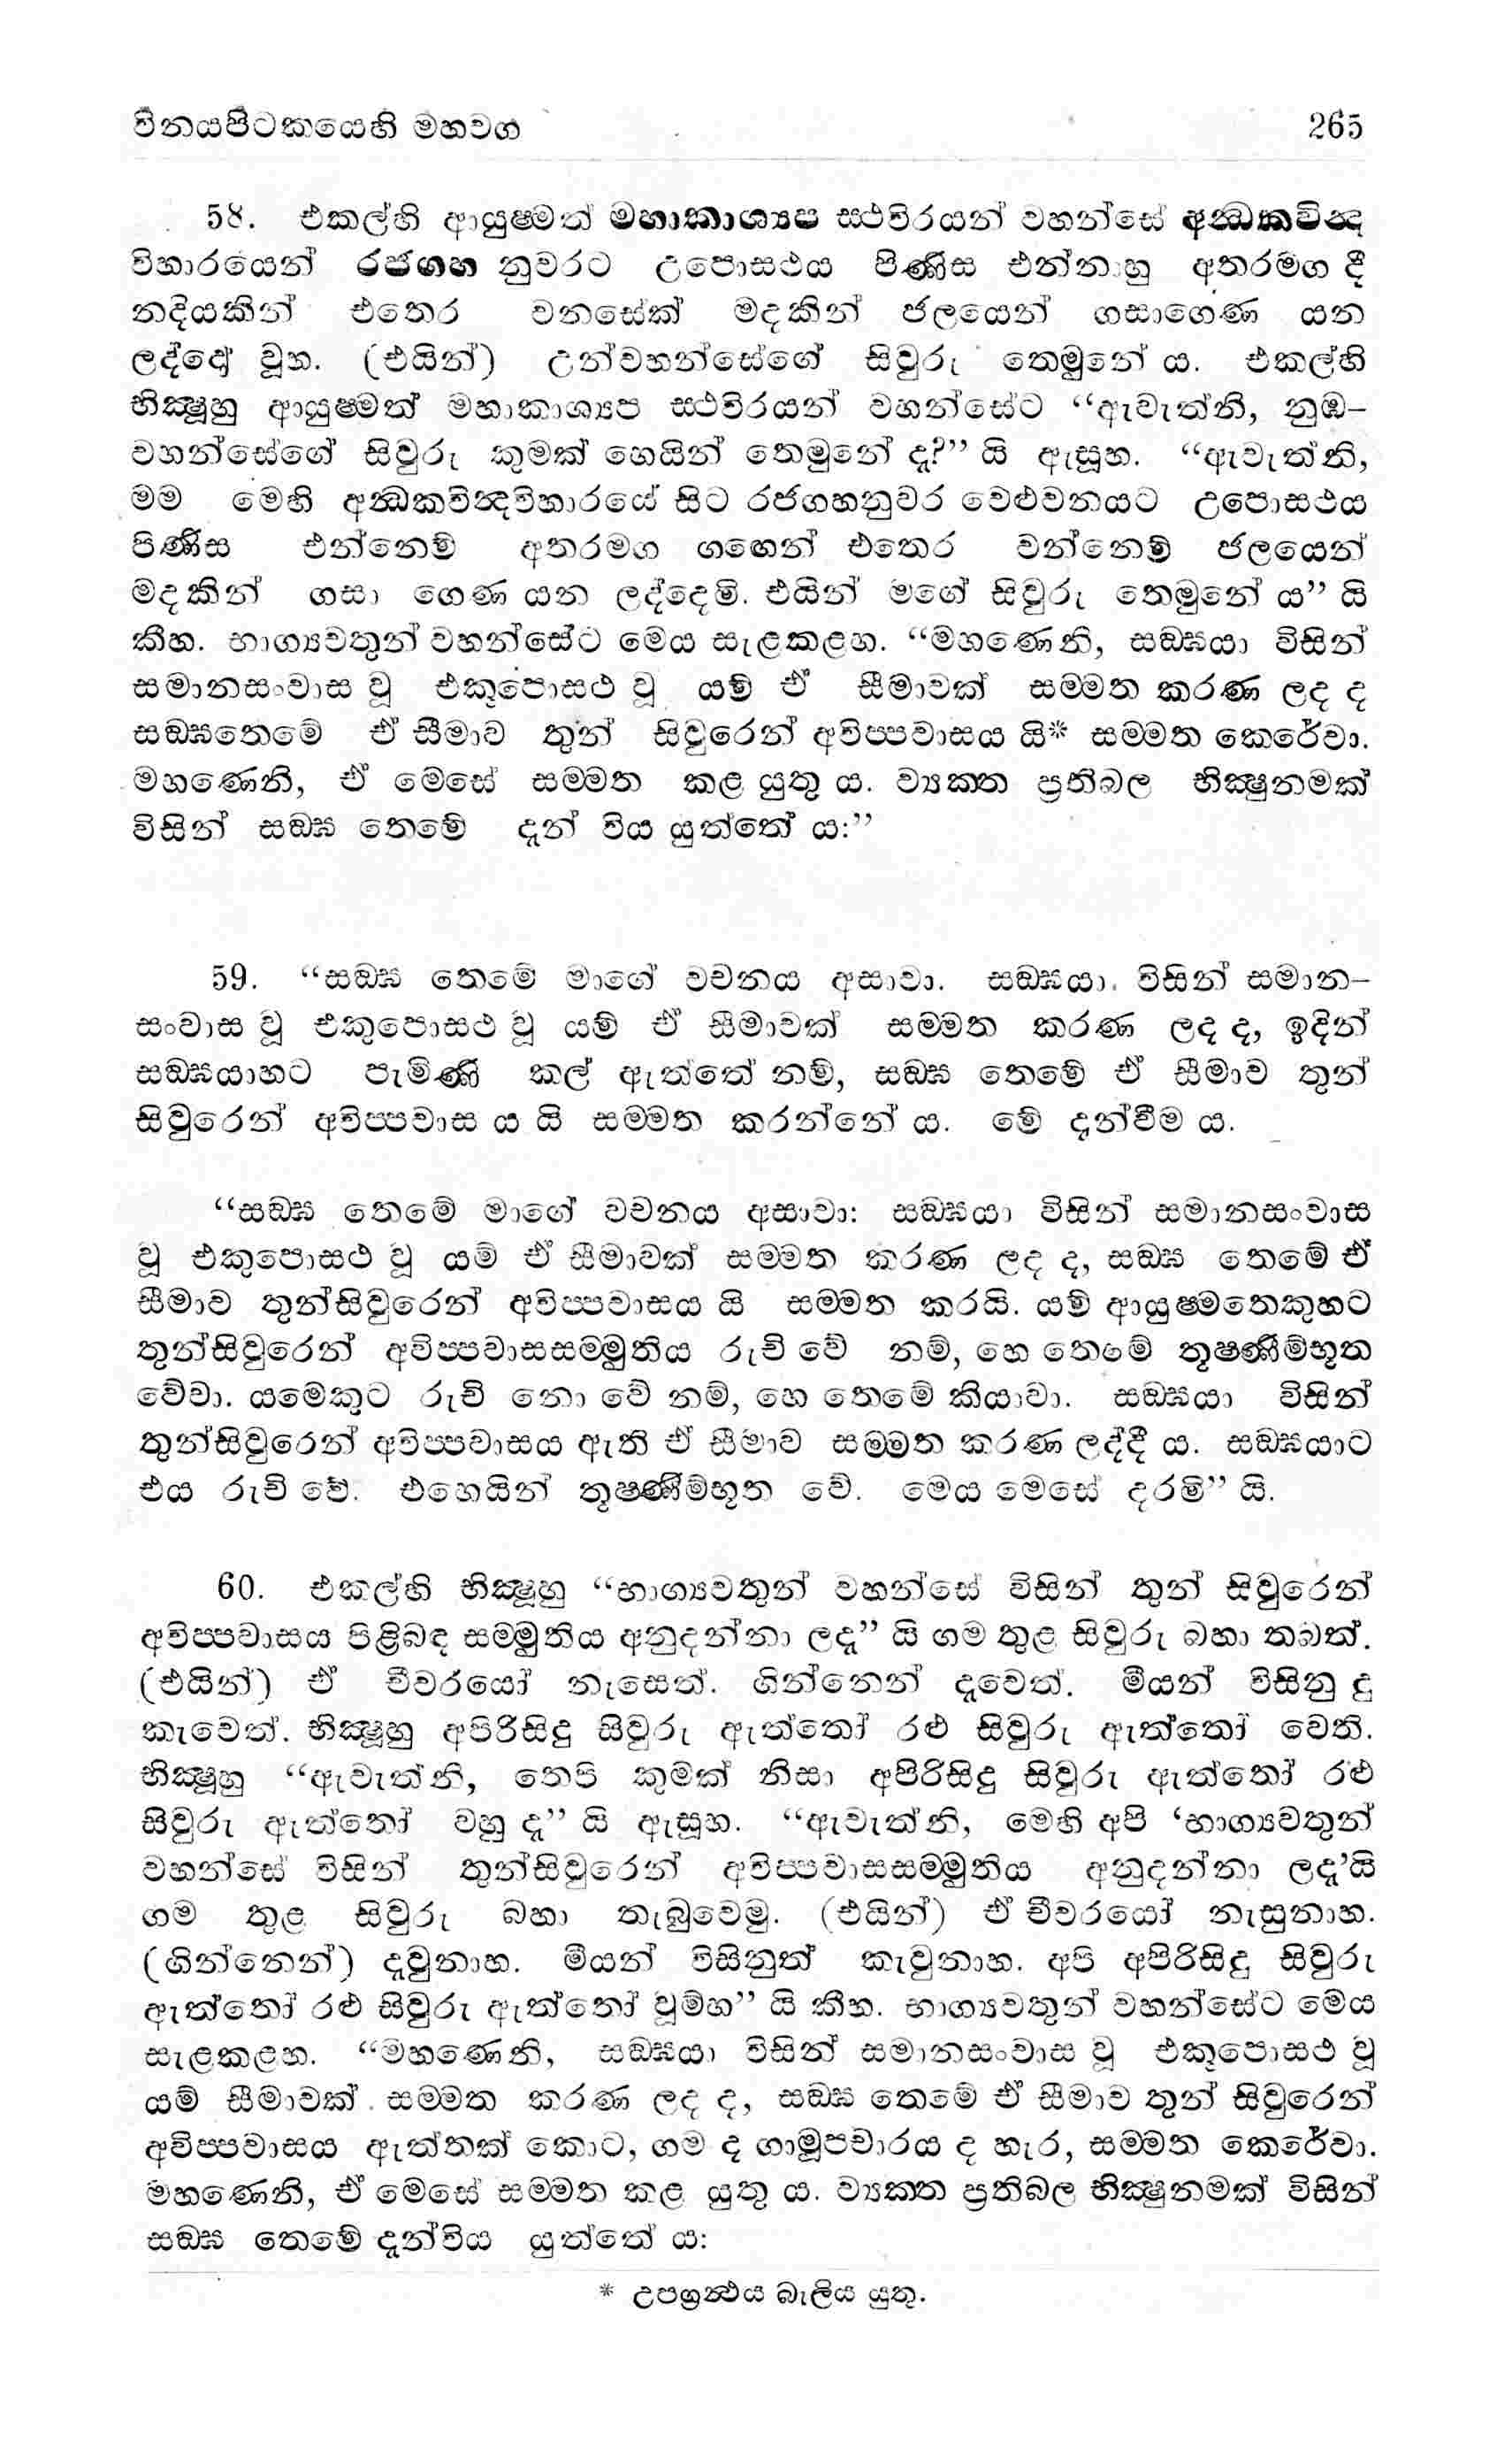 විනයපිටකයෙහි මහවග 265
58. එකල්හි ආයුෂ්මත් මහාකාශ්‍යප ස්ථවිරයන් වහන්සේ අන්ධකවින්ද
විහාරයෙන් රජගහ නුවරට උපොසථය පිණිස එන්නාහු අතරමග දී
නදියකින් එතෙර වනසේක් මදකින් ජලයෙන් ගසාගෙණ යන
ලද්දෝ වූහ. (එයින්) උන්වහන්සේගේ සිවුරු තෙමුනේ ය. එකල්හි
භික්‍ෂූහු ආයුෂ්මත් මහාකාශ්‍යප ස්ථවිරයන් වහන්සේට “ඇවැත්නි, නුඹ-
වහන්සේගේ සිවුරු කුමක් හෙයින් තෙමුනේ ද?” යි ඇසූහ. “ඇවැත්නි,
මම මෙහි අන්ධකවින්දවිහාරයේ සිට රජගහනුවර වෙළුවනයට උපොසථය
පිණිස එන්නෙම් අතරමග ගඟෙන් එතෙර වන්නෙම් ජලයෙන්
මදකින් ගසා ගෙණ යන ලද්දෙමි. එයින් මගේ සිවුරු තෙමුනේ ය” යි
කීහ. භාග්‍යවතුන් වහන්සේට මෙය සැළකළහ. “මහණෙනි, සඞ්ඝයා විසින්
සමානසංවාස වූ එකූපොසථ වූ යම් ඒ සීමාවක් සම්මත කරණ ලද ද
සඞ්ඝතෙමේ ඒ සීමාව තුන් සිවුරෙන් අවිප්පවාසය යි* සම්මත කෙරේවා.
මහණෙනි, ඒ මෙසේ සම්මත කළ යුතු ය. ව්‍යක්ත ප්‍රතිබල භික්‍ෂුනමක්
විසින් සඞ්ඝ තෙමේ දැන් විය යුත්තේ ය:”
59. “සඞ්ඝ තෙමේ මාගේ වචනය අසාවා. සඞ්ඝයා විසින් සමාන-
සංවාස වූ එකුපොසථ වූ යම් ඒ සීමාවක් සම්මත කරණ ලද ද, ඉදින්
සඞ්ඝයාහට පැමිණි කල් ඇත්තේ නම්, සඞ්ඝ තෙමේ ඒ සීමාව තුන්
සිවුරෙන් අවිප්පවාස ය යි සම්මත කරන්නේ ය. මේ දැන්වීම ය.
“සඞ්ඝ තෙමේ මාගේ වචනය අසාවා: සඞ්ඝයා විසින් සමානසංවාස
වූ එකුපොසථ වූ යම් ඒ සීමාවක් සම්මත කරණ ලද ද, සඞ්ඝ තෙමේ ඒ
සීමාව තුන්සිවුරෙන් අවිප්පවාසය යි සම්මත කරයි. යම් ආයුෂ්මතෙකුහට
තුන්සිවුරෙන් අවිප්පවාසසම්මුතිය රුචි වේ නම්, හෙ තෙමේ තූෂ්ණීම්භූත
වේවා. යමෙකුට රුචි නො වේ නම්, හෙ තෙමේ කියාවා. සඞ්ඝයා විසින්
තුන්සිවුරෙන් අවිප්පවාසය ඇති ඒ සීමාව සම්මත කරණ ලද්දී ය. සඞ්ඝයාට
එය රුචි වේ. එහෙයින් තූෂ්ණීම්භූත වේ. මෙය මෙසේ දරමි” යි.
60. එකල්හි භික්‍ෂූහු “භාග්‍යවතුන් වහන්සේ විසින් තුන් සිවුරෙන්
අවිප්පවාසය පිළිබඳ සම්මුතිය අනුදන්නා ලදැ” යි ගම තුළ සිවුරු බහා තබත්.
(එයින්) ඒ චීවරයෝ නැසෙත්. ගින්නෙන් දැවෙත්. මීයන් විසිනු දු
කැවෙත්. භික්‍ෂූහු අපිරිසිදු සිවුරු ඇත්තෝ රළු සිවුරු ඇත්තෝ වෙති.
භික්‍ෂූහු “ඇවැත්නි, තෙපි කුමක් නිසා අපිරිසිදු සිවුරු ඇත්තෝ රළු
සිවුරු ඇත්තෝ වහු දැ” යි ඇසූහ. “ඇවැත්නි, මෙහි අපි ‘භාග්‍යවතුන්
වහන්සේ විසින් තුන්සිවුරෙන් අවිප්පවාසසම්මුතිය අනුදන්නා ලදැ’යි
ගම තුළ සිවුරු බහා තැබුවෙමු. (එයින්) ඒ චීවරයෝ නැසුනාහ.
(ගින්නෙන්) දැවුනාහ. මීයන් විසිනුත් කැවුනාහ. අපි අපිරිසිදු සිවුරු
ඇත්තෝ රළු සිවුරු ඇත්තෝ වූම්හ” යි කීහ. භාග්‍යවතුන් වහන්සේට මෙය
සැළකළහ. “මහණෙනි, සඞ්ඝයා විසින් සමානසංවාස වූ එකූපොසථ වූ
යම් සීමාවක් සම්මත කරණ ලද ද, සඞ්ඝ තෙමේ ඒ සීමාව තුන් සිවුරෙන්
අවිප්පවාසය ඇත්තක් කොට, ගම ද ගාමූපචාරය ද හැර, සම්මත කෙරේවා.
මහණෙනි, ඒ මෙසේ සම්මත කළ යුතු ය. ව්‍යක්ත ප්‍රතිබල භික්‍ෂුනමක් විසින්
සඞ්ඝ තෙමේ දැන්විය යුත්තේ ය:
* උපග්‍රන්ථය බැලිය යුතු.